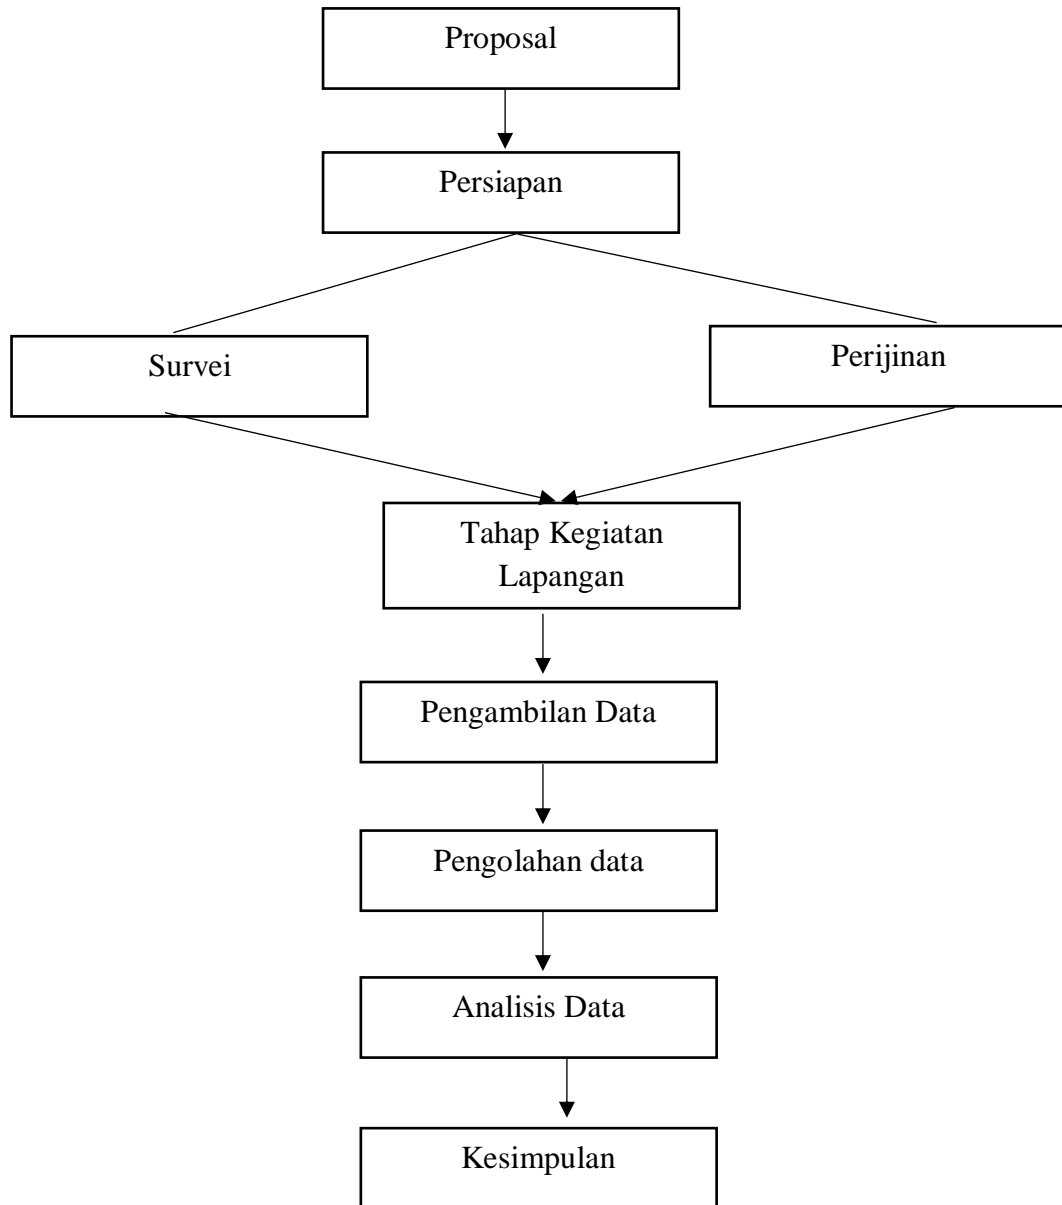 Proposal
Persiapan
Survei
Perijinan
Tahap Kegiatan
Lapangan
Pengambilan Data
Pengolahan data
Analisis Data
Kesimpulan